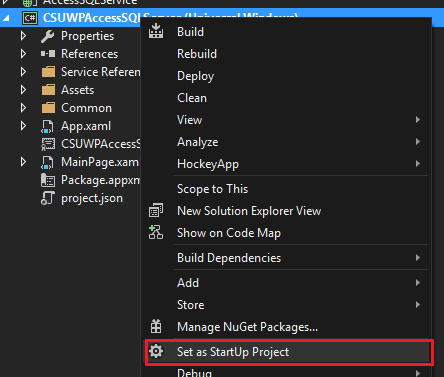 AccessSQLService
CSUWPAccessSQLService (Universal Windows)
Properties
References
Service Referen
Assets
Common
App.xaml
CSUWPAccessS
MainPage.xam
Package.appxm
project.json
Build
Rebuild
Deploy
Clean
View
Analyze
HockeyApp
Scope to This
New Solution Explorer View
Show on Code Map
Build Dependencies
Add
Store
Manage NuGet Packages...
Set as StartUp Project
Debug